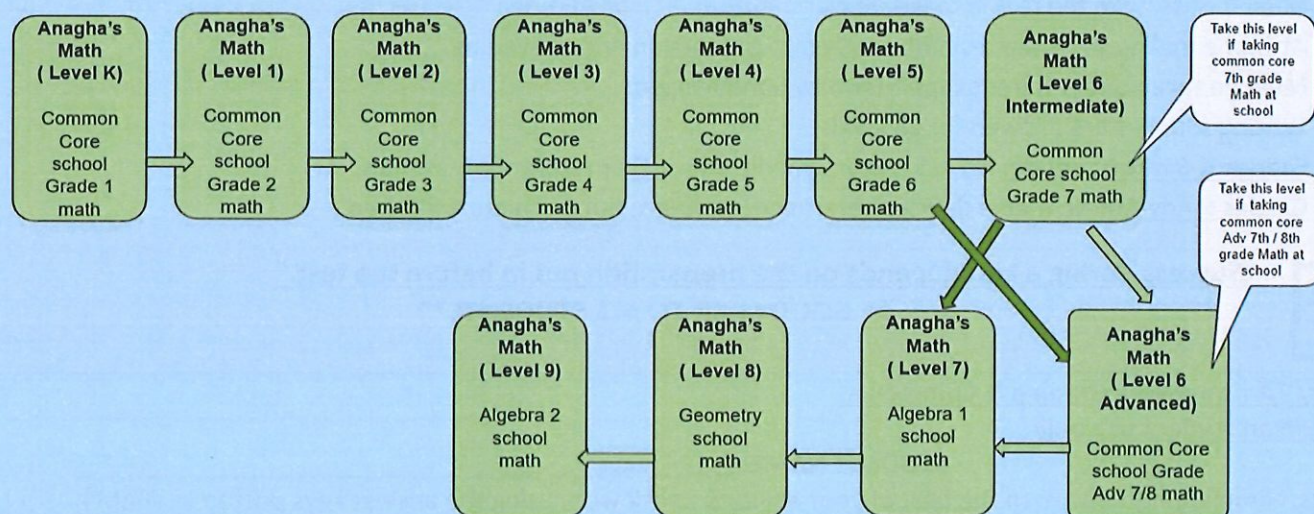 Anagha's
Math
( Level K)
Common
Core
school
Grade 1
math
Anagha's
Math
( Level 1)
Common
Core
school
Grade 2
math
Anagha's
Math
( Level 2)
Common
Core
school
Grade 3
math
Anagha's
Math
( Level 3)
Common
Core
school
Grade 4
math
Anagha's
Math
( Level 4)
Common
Core
school
Grade 5
math
Anagha's
Math
( Level 5)
Common
Core
school
Grade 6
math
Anagha's
Math
( Level 6
Intermediate)
Common
Core school
Grade 7 math
Take this level
if taking
common core
7th grade
Math at
school
Take this level
if taking
common core
Adv 7th / 8th
grade Math at
school
Anagha's
Math
( Level 6
Advanced)
Common Core
school Grade
Adv 7/8 math
Anagha's
Math
( Level 7)
Algebra 1
school
math
Anagha's
Math
( Level 8)
Geometry
school
math
Anagha's
Math
( Level 9)
Algebra 2
school
math